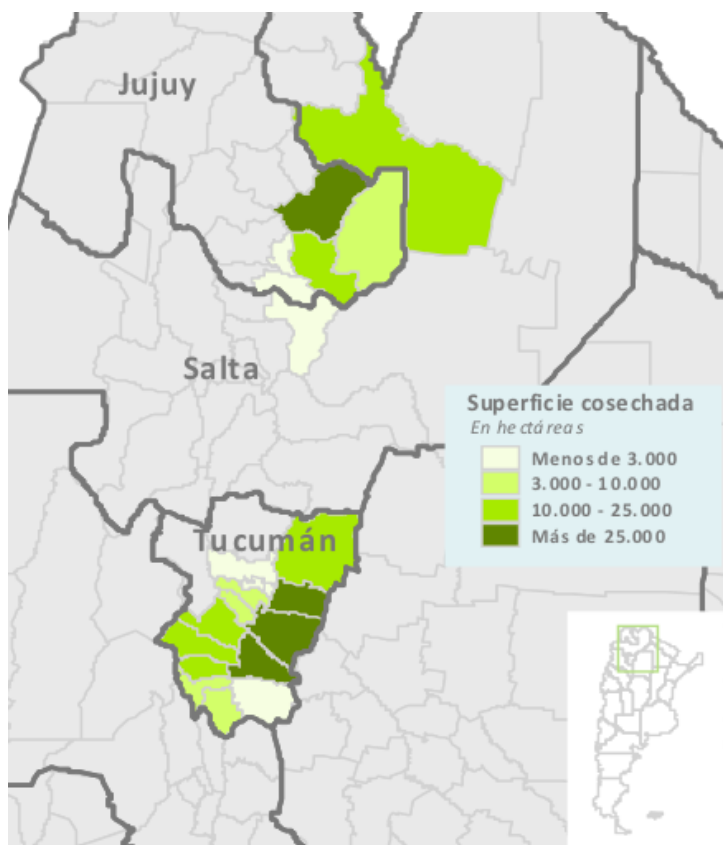 Jujuy
Salta
Superficie cosechada
En hectáreas
Menos de 3.000
3.000 - 10.000
10.000 - 25.000
Más de 25.000
Tucumán